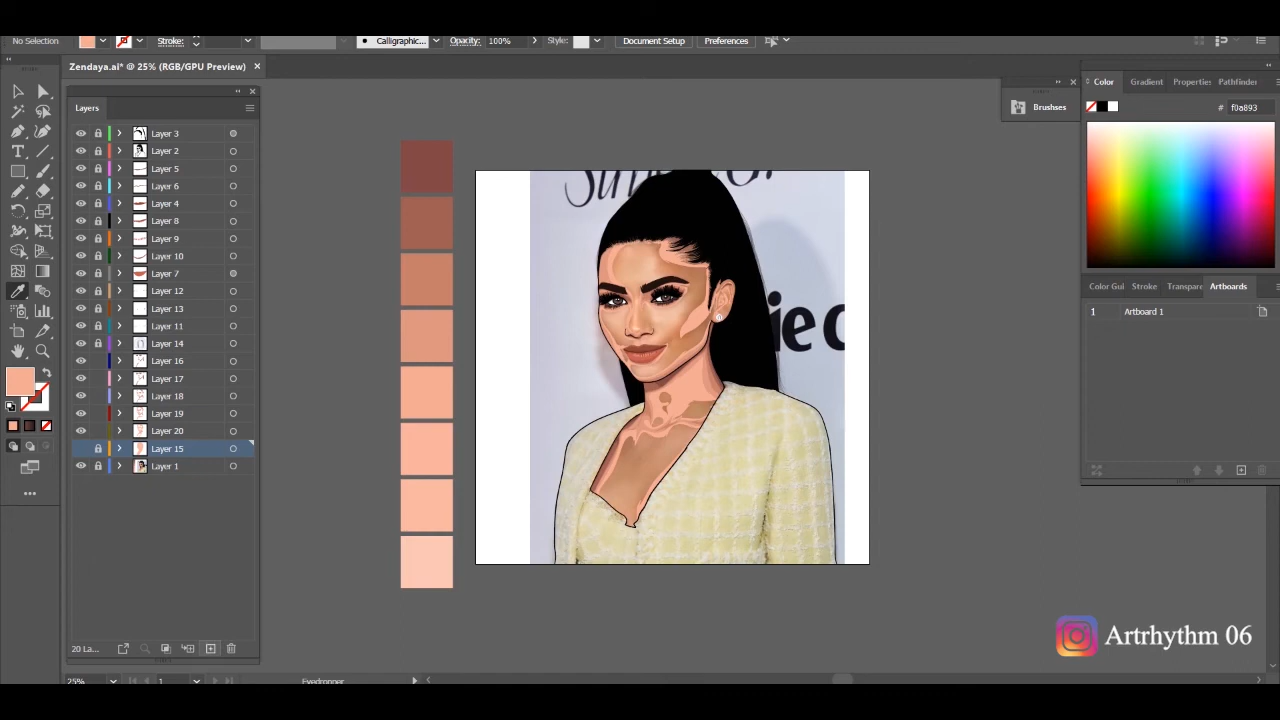 No Selection Stroke: Calligraphic... Opacity: 100% Style: Document Setup Preferences
Zendaya.ai* @ 25% (RGB/GPU Preview)
Layers
Layer 3
Layer 2
Layer 5
Layer 6
Layer 4
Layer 8
Layer 9
Layer 10
Layer 7
Layer 12
Layer 13
Layer 11
Layer 14
Layer 16
Layer 17
Layer 18
Layer 19
Layer 20
Layer 15
Layer 1
20 La...
Brushses
Color Gradient Properties Pathfinder
# f0a893
Color Gui Stroke Transpare Artboards
1 Artboard 1
ie c
Artrhythm 06
25% 1 Eyedropper